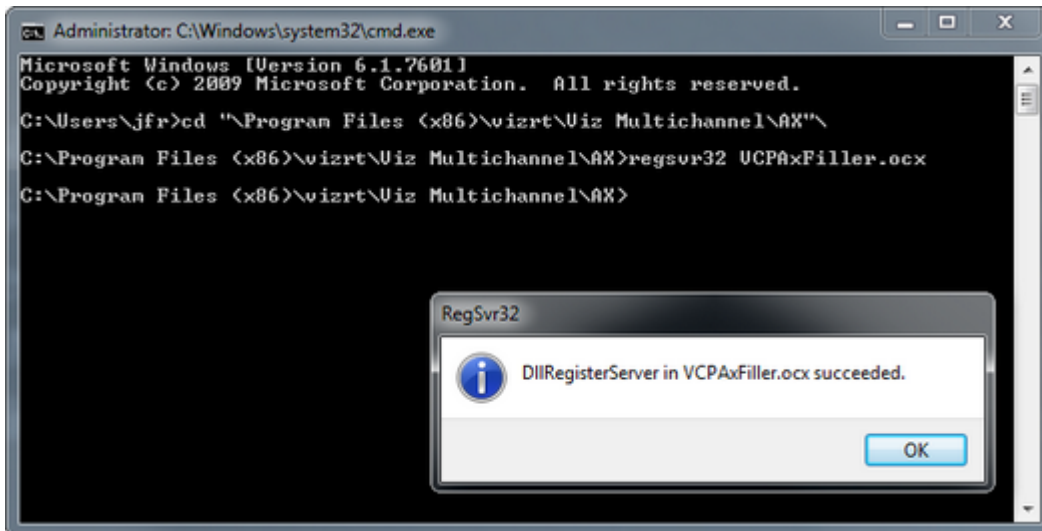 Administrator: C:\Windows\system32\cmd.exe
Microsoft Windows [Version 6.1.7601]
Copyright (c) 2009 Microsoft Corporation.  All rights reserved.
C:\Users\jfr>cd "\Program Files (x86)\vizrt\Viz Multichannel\AX"\
C:\Program Files (x86)\vizrt\Viz Multichannel\AX>regsvr32 VCPAxFiller.ocx
C:\Program Files (x86)\vizrt\Viz Multichannel\AX>
RegSvr32
DllRegisterServer in VCPAxFiller.ocx succeeded.
OK